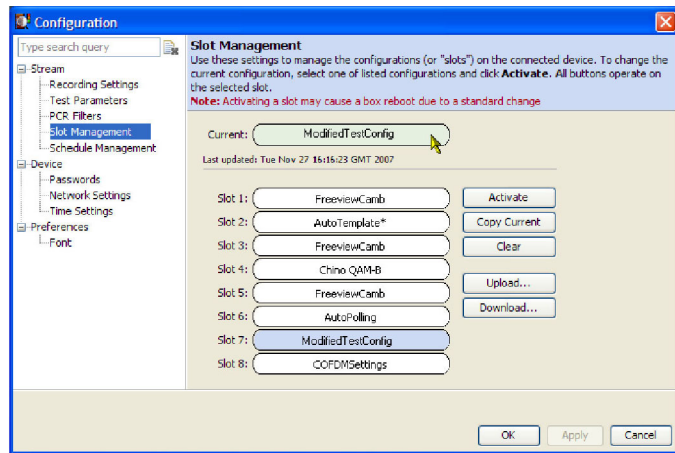 Configuration
Type search query
Stream
Recording Settings
Test Parameters
PCR Filters
Slot Management
Schedule Management
Device
Passwords
Network Settings
Time Settings
Preferences
Font
Slot Management
Use these settings to manage the configurations (or "slots") on the connected device. To change the
current configuration, select one of listed configurations and click Activate. All buttons operate on
the selected slot.
Note: Activating a slot may cause a box reboot due to a standard change
Current: ModifiedTestConfig
Last updated: Tue Nov 27 16:16:23 GMT 2007
Slot 1: FreeviewCamb
Slot 2: AutoTemplate*
Slot 3: FreeviewCamb
Slot 4: Chino QAM-B
Slot 5: FreeviewCamb
Slot 6: AutoPolling
Slot 7: ModifiedTestConfig
Slot 8: COFDMSettings
Activate
Copy Current
Clear
Upload...
Download...
OK Apply Cancel